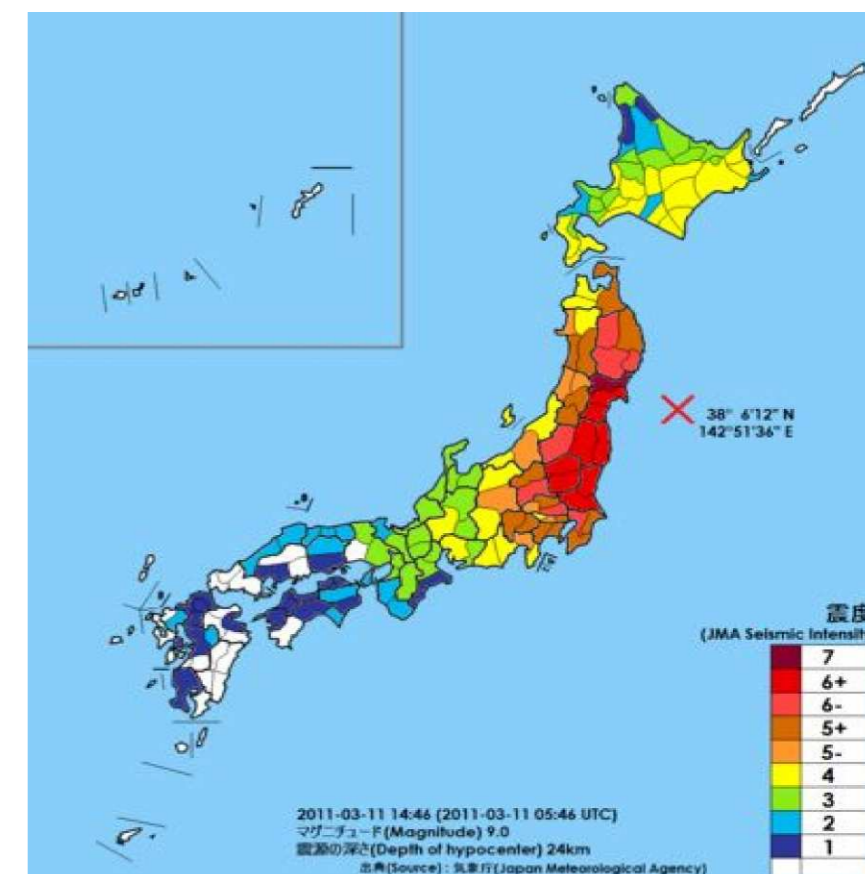 38° 6'12" N
142°51'36" E
震度
(JMA Seismic Intensit
7
6+
6-
5+
5-
4
3
2
1
2011-03-11 14:46 (2011-03-11 05:46 UTC)
マグニチュード(Magnitude) 9.0
震源の深さ(Depth of hypocenter) 24km
出典(Source) : 気象庁(Japan Meteorological Agency)